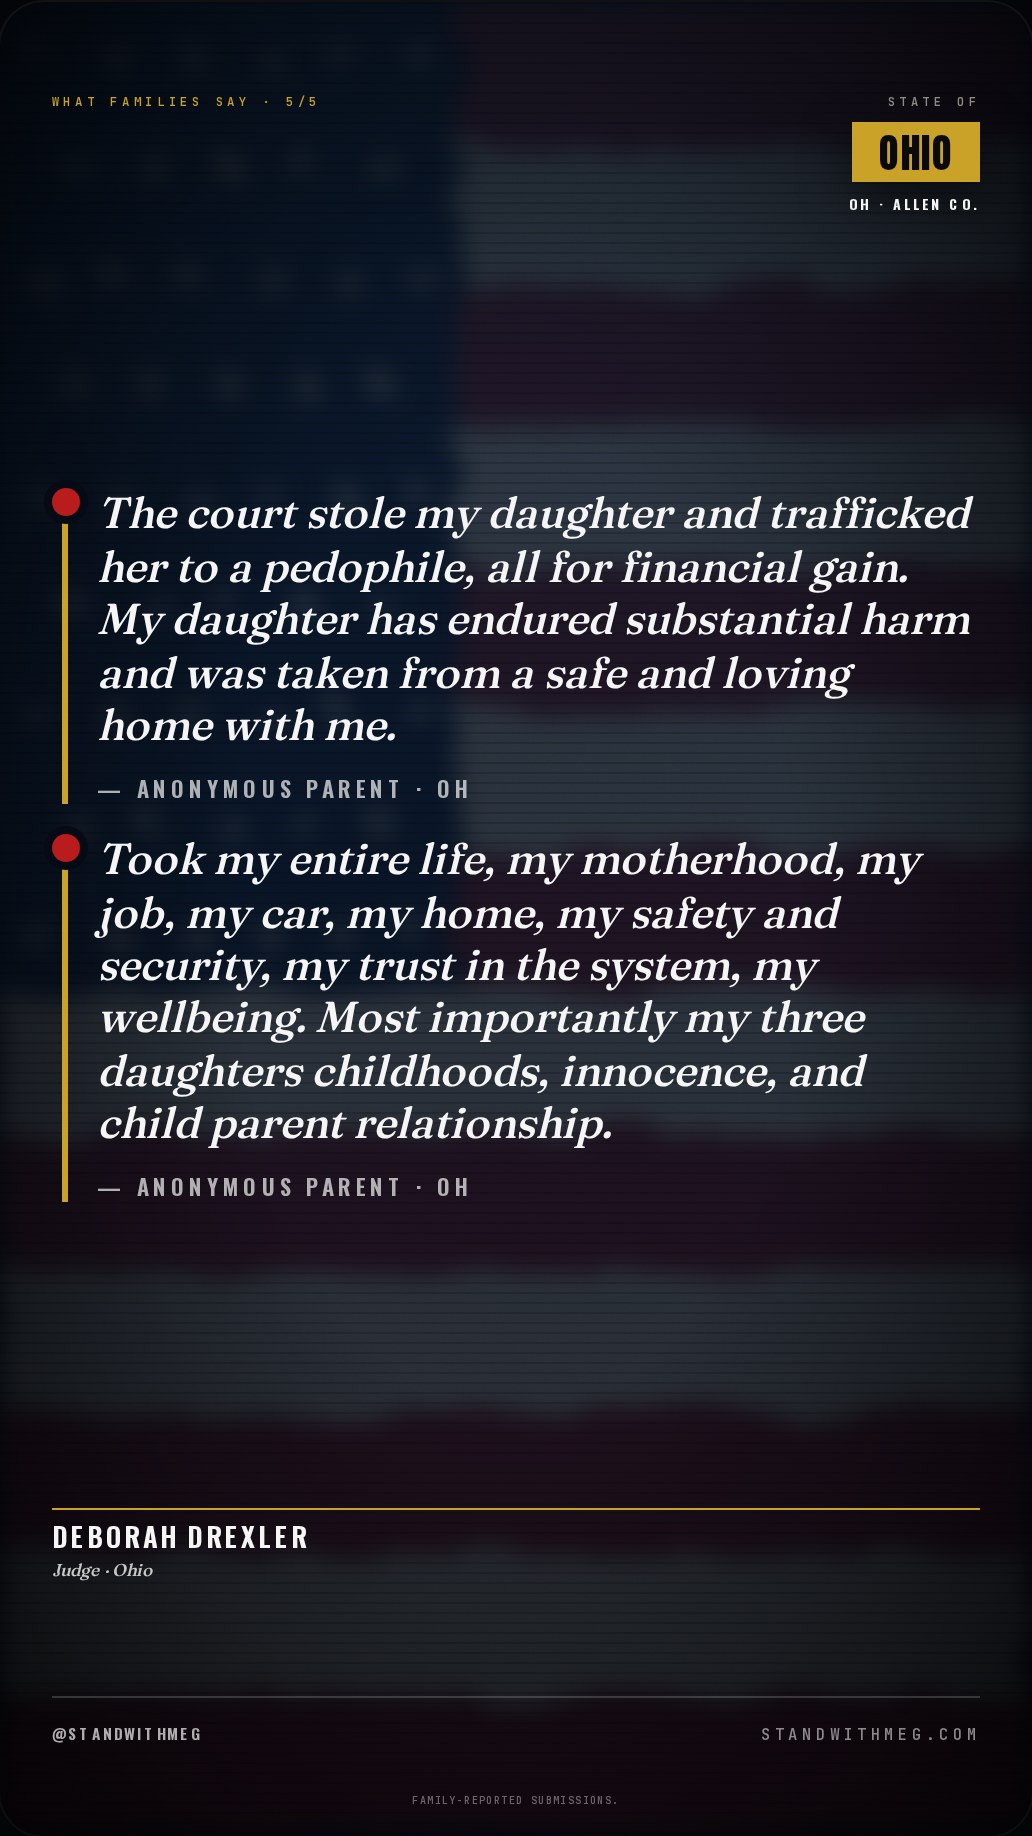 WHAT FAMILIES SAY · 5/5
STATE OF
OHIO
OH · ALLEN CO.
The court stole my daughter and trafficked
her to a pedophile, all for financial gain.
My daughter has endured substantial harm
and was taken from a safe and loving
home with me.
— ANONYMOUS PARENT · OH
Took my entire life, my motherhood, my
job, my car, my home, my safety and
security, my trust in the system, my
wellbeing. Most importantly my three
daughters childhoods, innocence, and
child parent relationship.
— ANONYMOUS PARENT · OH
DEBORAH DREXLER
Judge · Ohio
@STANDWITHMEG
STANDWITHMEG.COM
FAMILY-REPORTED SUBMISSIONS.